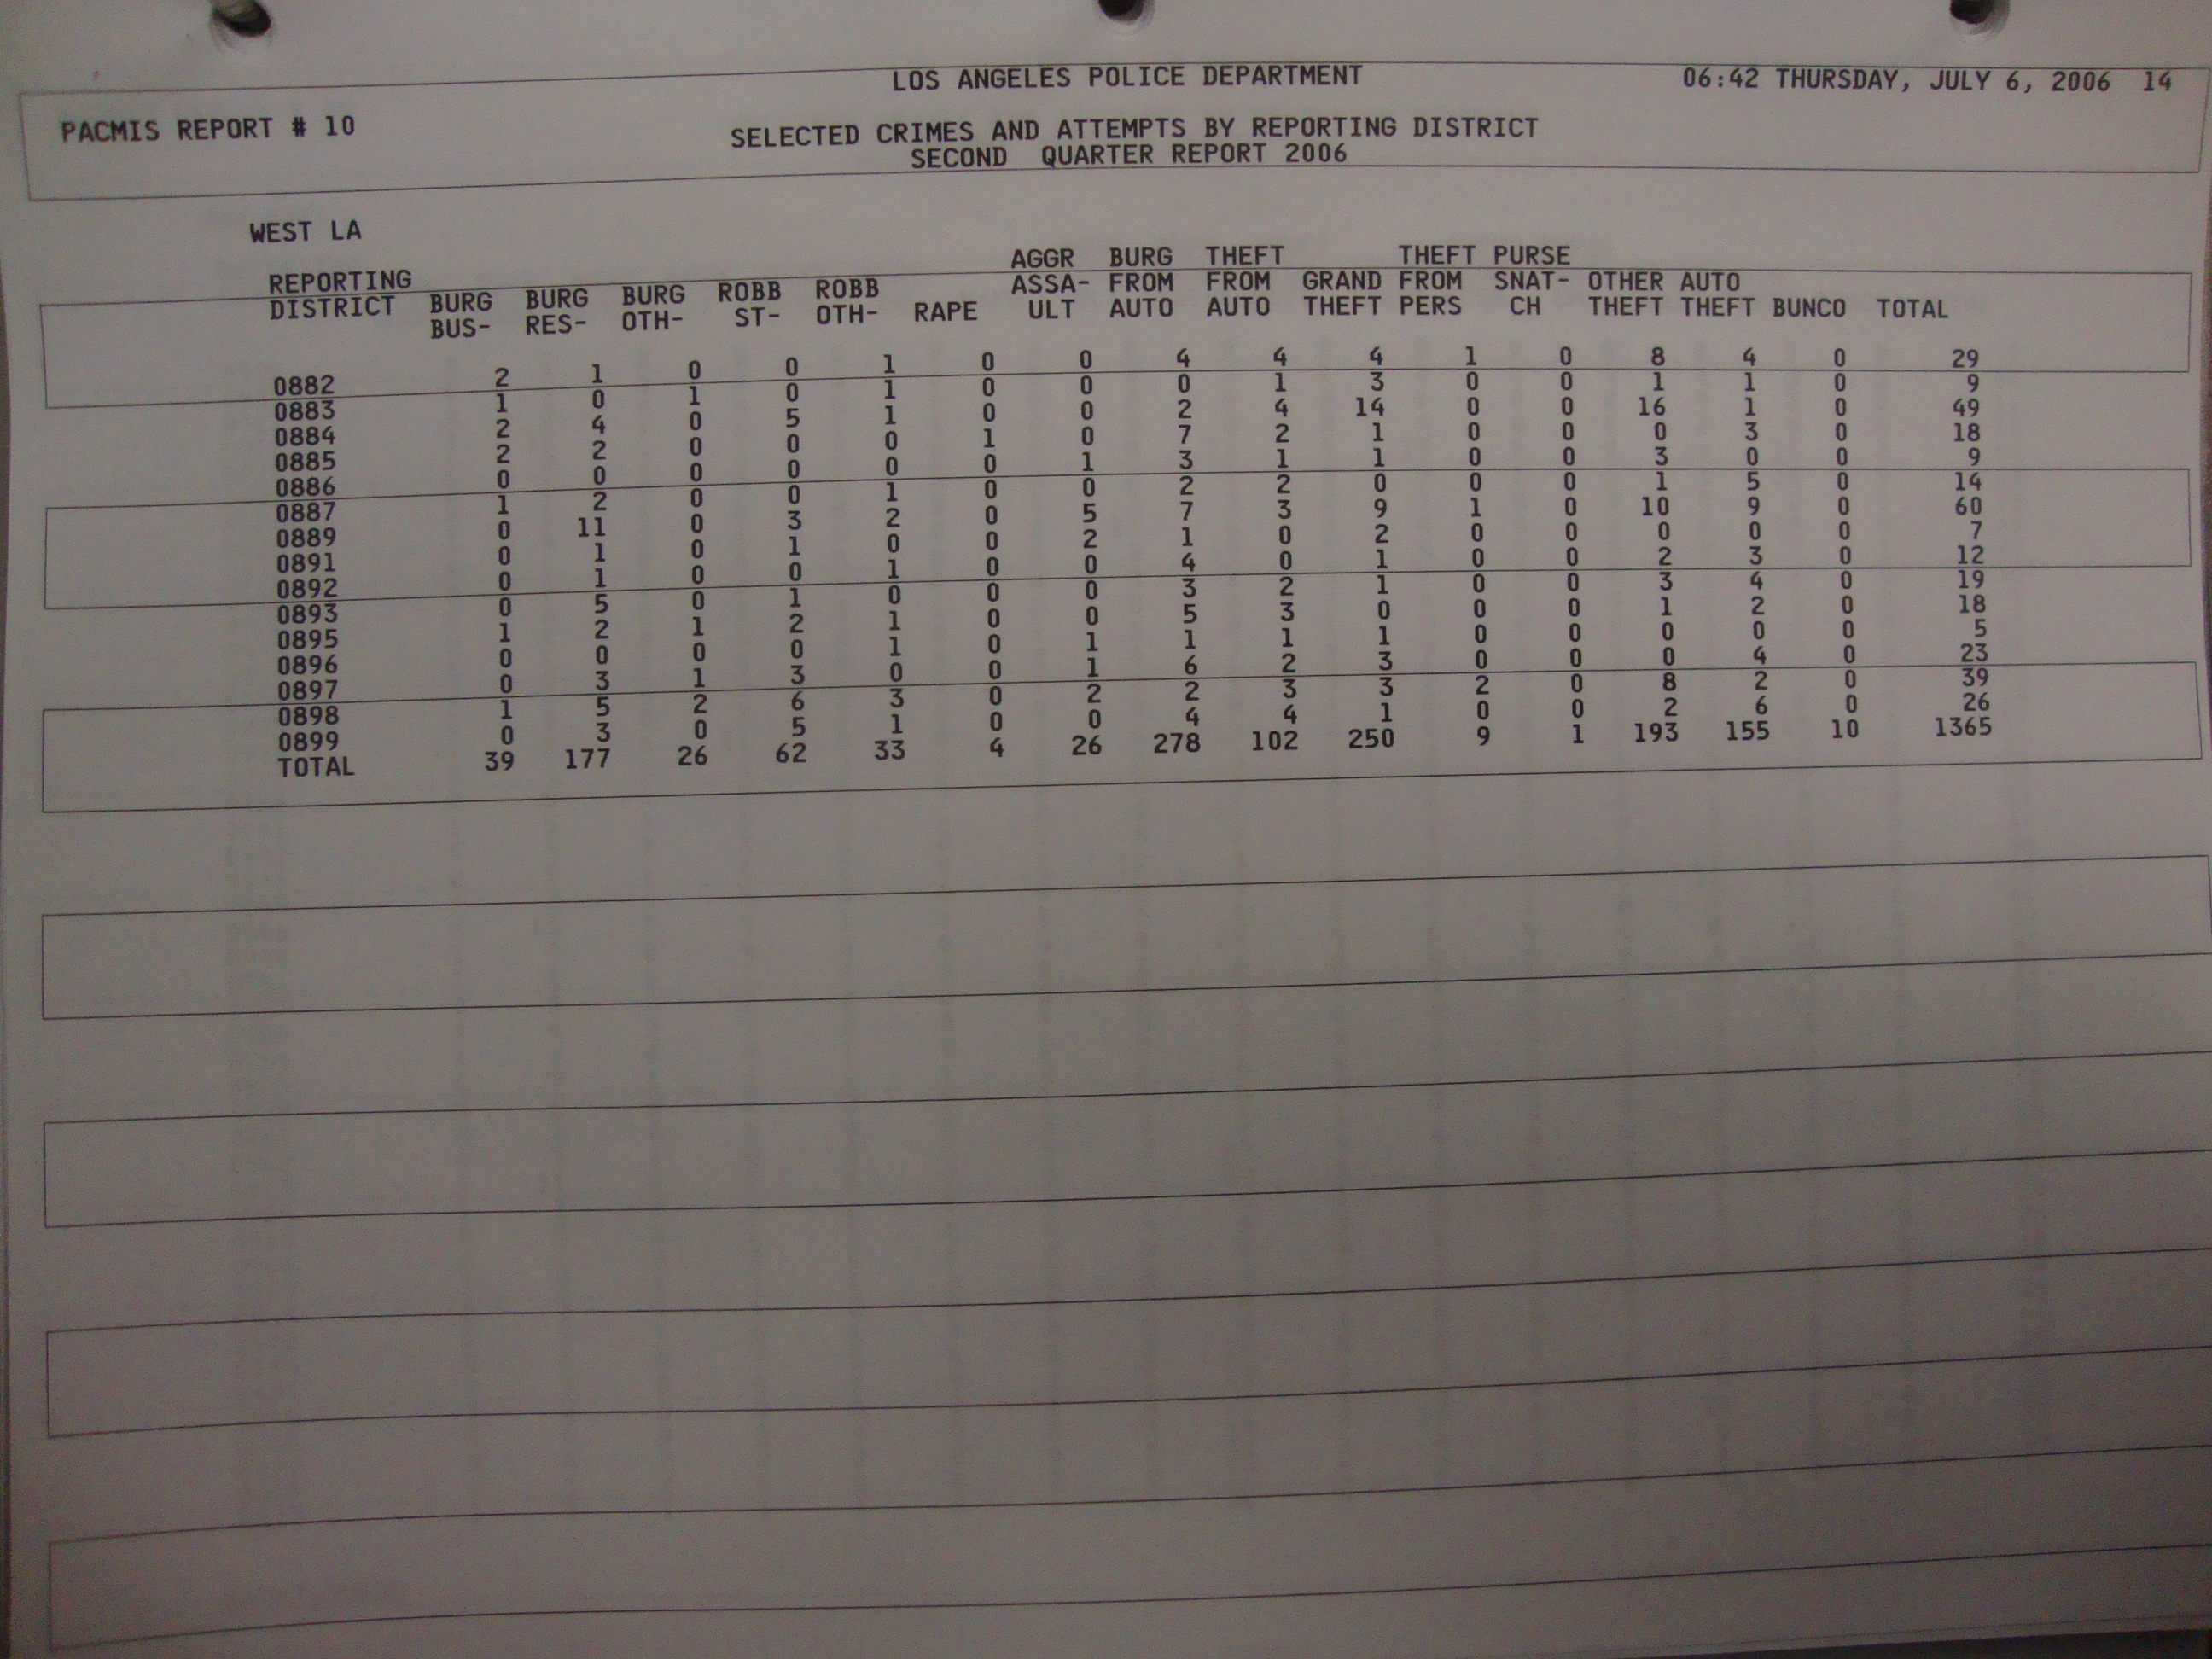 LOS ANGELES POLICE DEPARTMENT 06:42 THURSDAY, JULY 6, 2006 14
PACMIS REPORT # 10
SELECTED CRIMES AND ATTEMPTS BY REPORTING DISTRICT
SECOND QUARTER REPORT 2006
WEST LA
AGGR BURG THEFT THEFT PURSE
REPORTING ASSA- FROM FROM GRAND FROM SNAT- OTHER AUTO
DISTRICT BURG BURG BURG ROBB ROBB RAPE ULT AUTO AUTO THEFT PERS CH THEFT THEFT BUNCO TOTAL
BUS- RES- OTH- ST- OTH-
0882 2 1 0 0 1 0 0 4 4 4 1 0 8 4 0 29
0883 1 0 1 0 1 0 0 0 1 3 0 0 1 1 0 9
0884 2 4 0 5 1 0 0 2 4 14 0 0 16 1 0 49
0885 2 2 0 0 0 1 0 7 2 1 0 0 0 3 0 18
0886 0 0 0 0 0 0 1 3 1 1 0 0 3 0 0 9
0887 1 2 0 0 1 0 0 2 2 0 0 0 1 5 0 14
0889 0 11 0 3 2 0 5 7 3 9 1 0 10 9 0 60
0891 0 1 0 1 0 0 2 1 0 2 0 0 0 0 0 7
0892 0 1 0 0 1 0 0 4 0 1 0 0 2 3 0 12
0893 0 5 0 1 0 0 0 3 2 1 0 0 3 4 0 19
0895 1 2 1 2 1 0 0 5 3 0 0 0 1 2 0 18
0896 0 0 0 0 1 0 1 1 1 1 0 0 0 0 0 5
0897 0 3 1 3 0 0 1 6 2 3 0 0 0 4 0 23
0898 1 5 2 6 3 0 2 2 3 3 2 0 8 2 0 39
0899 0 3 0 5 1 0 0 4 4 1 0 0 2 6 0 26
TOTAL 39 177 26 62 33 4 26 278 102 250 9 1 193 155 10 1365